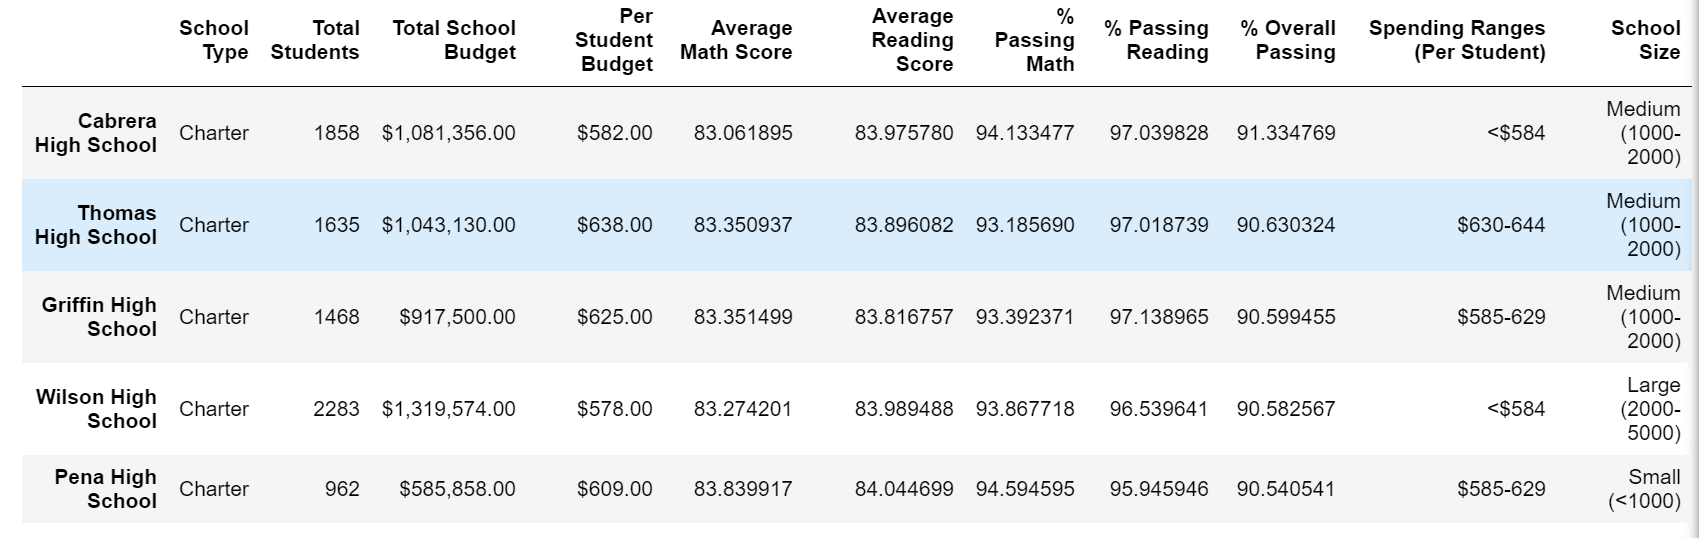 School Type Total Students Total School Budget Per Student Budget Average Math Score Average Reading Score % Passing Math % Passing Reading % Overall Passing Spending Ranges (Per Student) School Size
Cabrera High School Charter 1858 $1,081,356.00 $582.00 83.061895 83.975780 94.133477 97.039828 91.334769 <$584 Medium (1000-2000)
Thomas High School Charter 1635 $1,043,130.00 $638.00 83.350937 83.896082 93.185690 97.018739 90.630324 $630-644 Medium (1000-2000)
Griffin High School Charter 1468 $917,500.00 $625.00 83.351499 83.816757 93.392371 97.138965 90.599455 $585-629 Medium (1000-2000)
Wilson High School Charter 2283 $1,319,574.00 $578.00 83.274201 83.989488 93.867718 96.539641 90.582567 <$584 Large (2000-5000)
Pena High School Charter 962 $585,858.00 $609.00 83.839917 84.044699 94.594595 95.945946 90.540541 $585-629 Small (<1000)